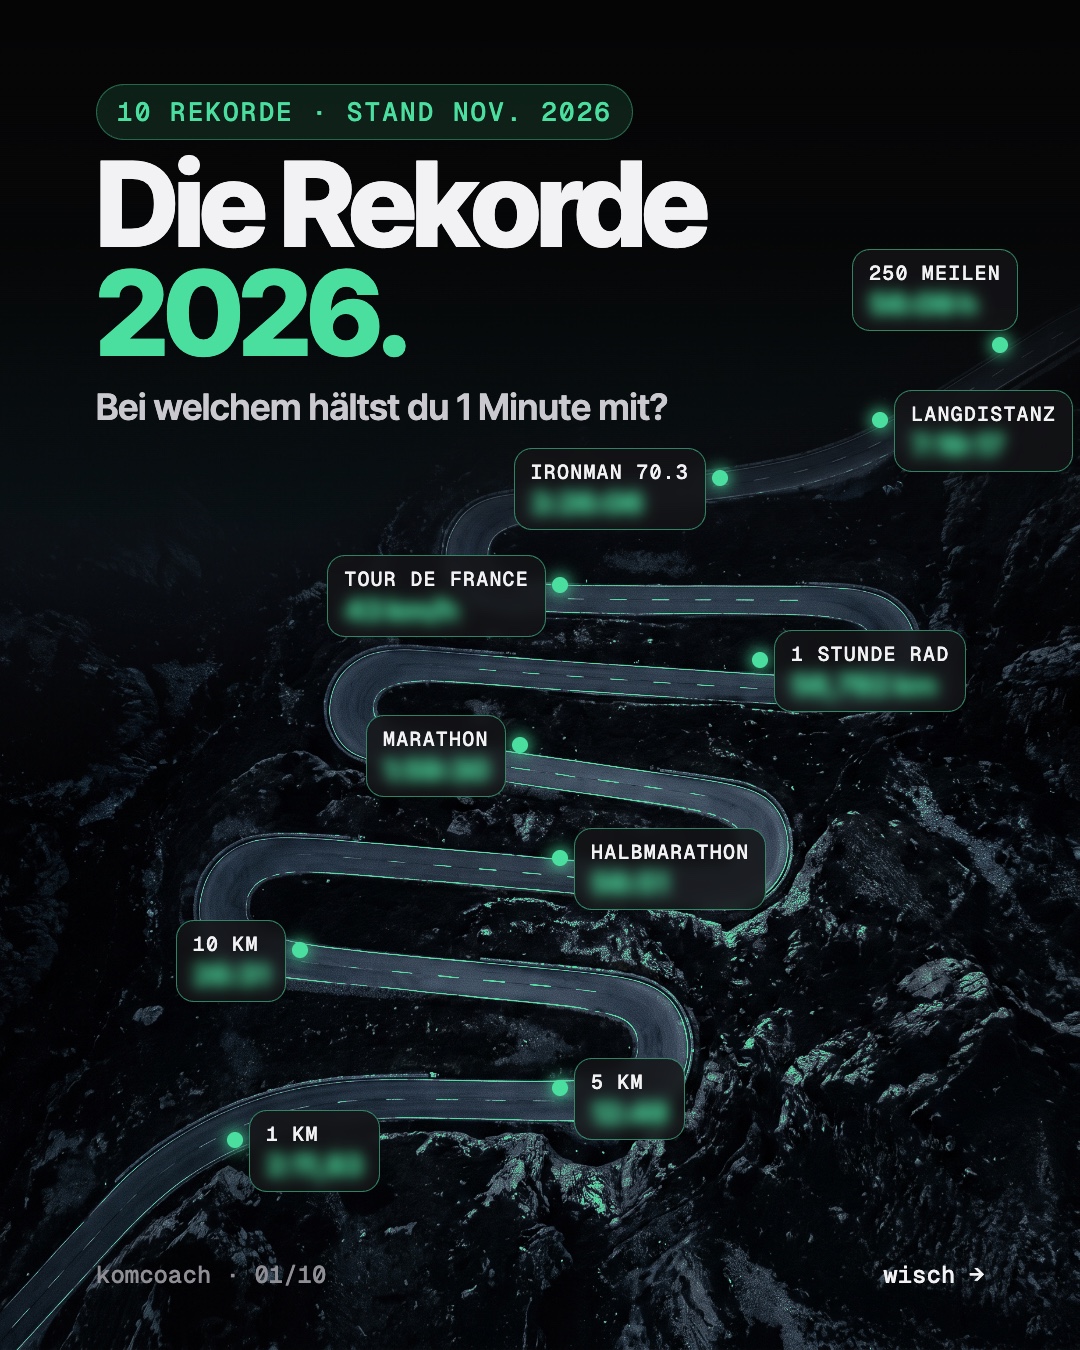 10 REKORDE · STAND NOV. 2026
Die Rekorde
2026.
Bei welchem hältst du 1 Minute mit?
250 MEILEN
LANGDISTANZ
IRONMAN 70.3
TOUR DE FRANCE
1 STUNDE RAD
MARATHON
HALBMARATHON
10 KM
5 KM
1 KM
komcoach · 01/10
wisch →